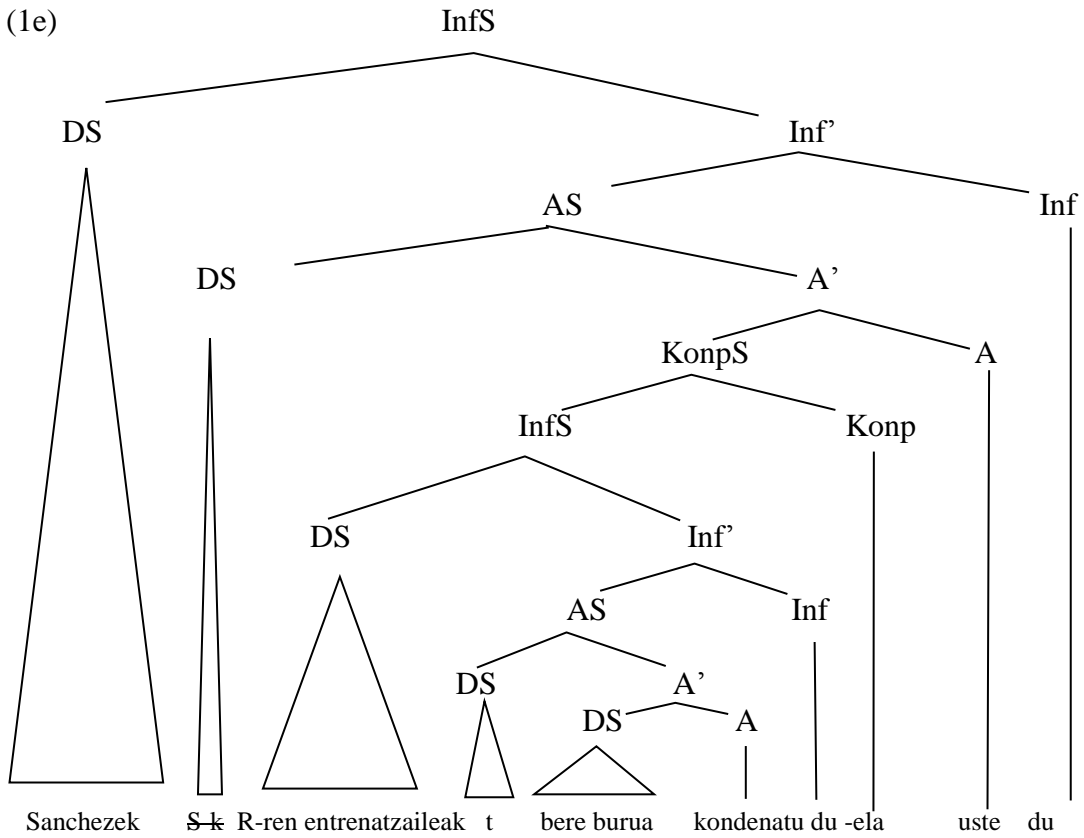 (1e) InfS
DS Inf’
AS Inf
DS A’
KonpS A
InfS Konp
DS Inf’
AS Inf
DS A’
DS A
Sanchezek S-k R-ren entrenatzaileak t bere burua kondenatu du -ela uste du